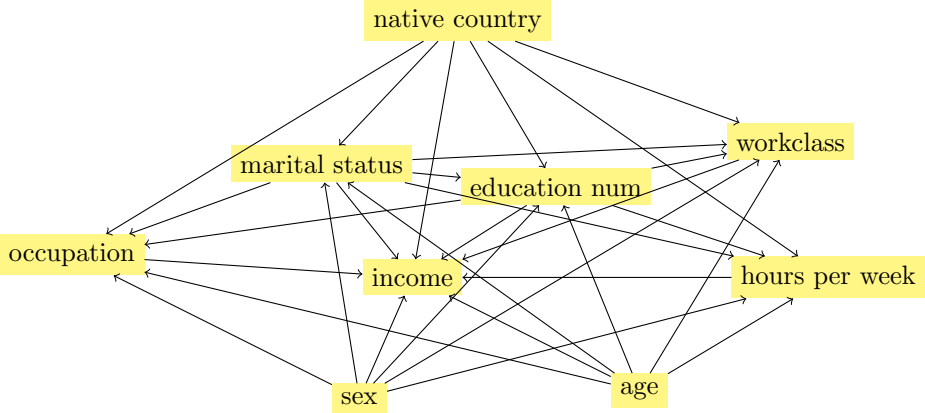 native country
workclass
marital status
education num
occupation
income
hours per week
sex
age